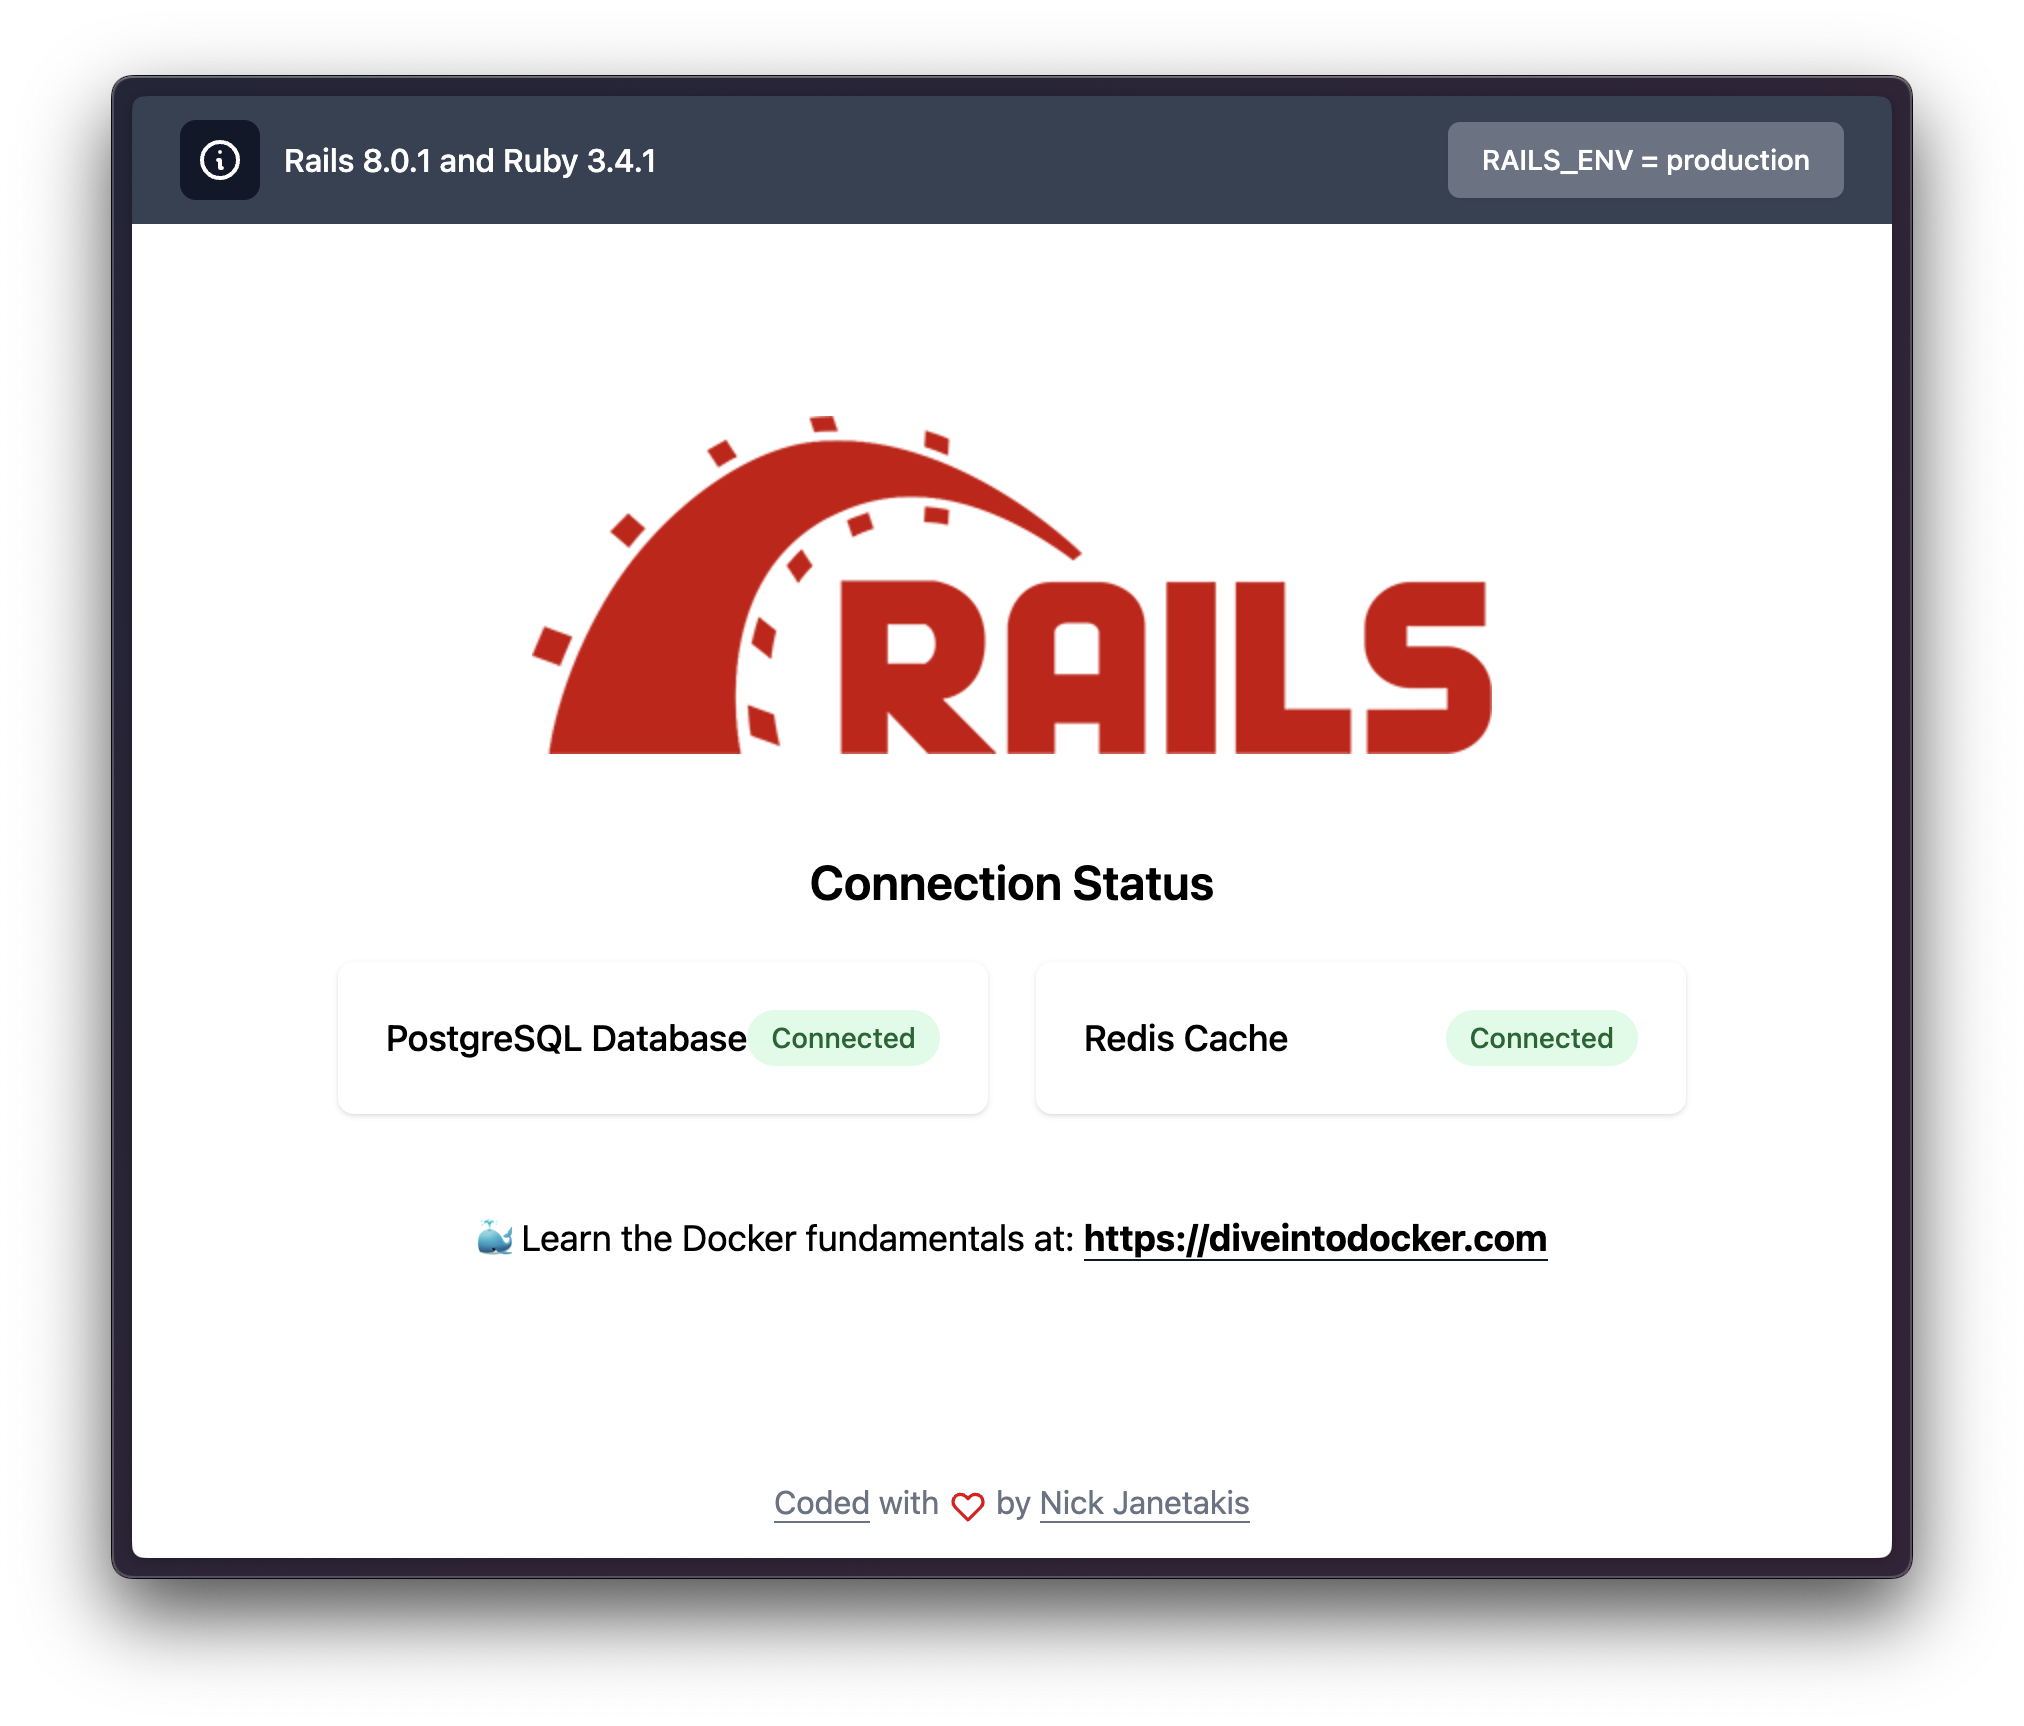 Rails 8.0.1 and Ruby 3.4.1
RAILS_ENV = production
RAILS
Connection Status
PostgreSQL Database Connected
Redis Cache Connected
🐳 Learn the Docker fundamentals at: https://diveintodocker.com
Coded with ♡ by Nick Janetakis